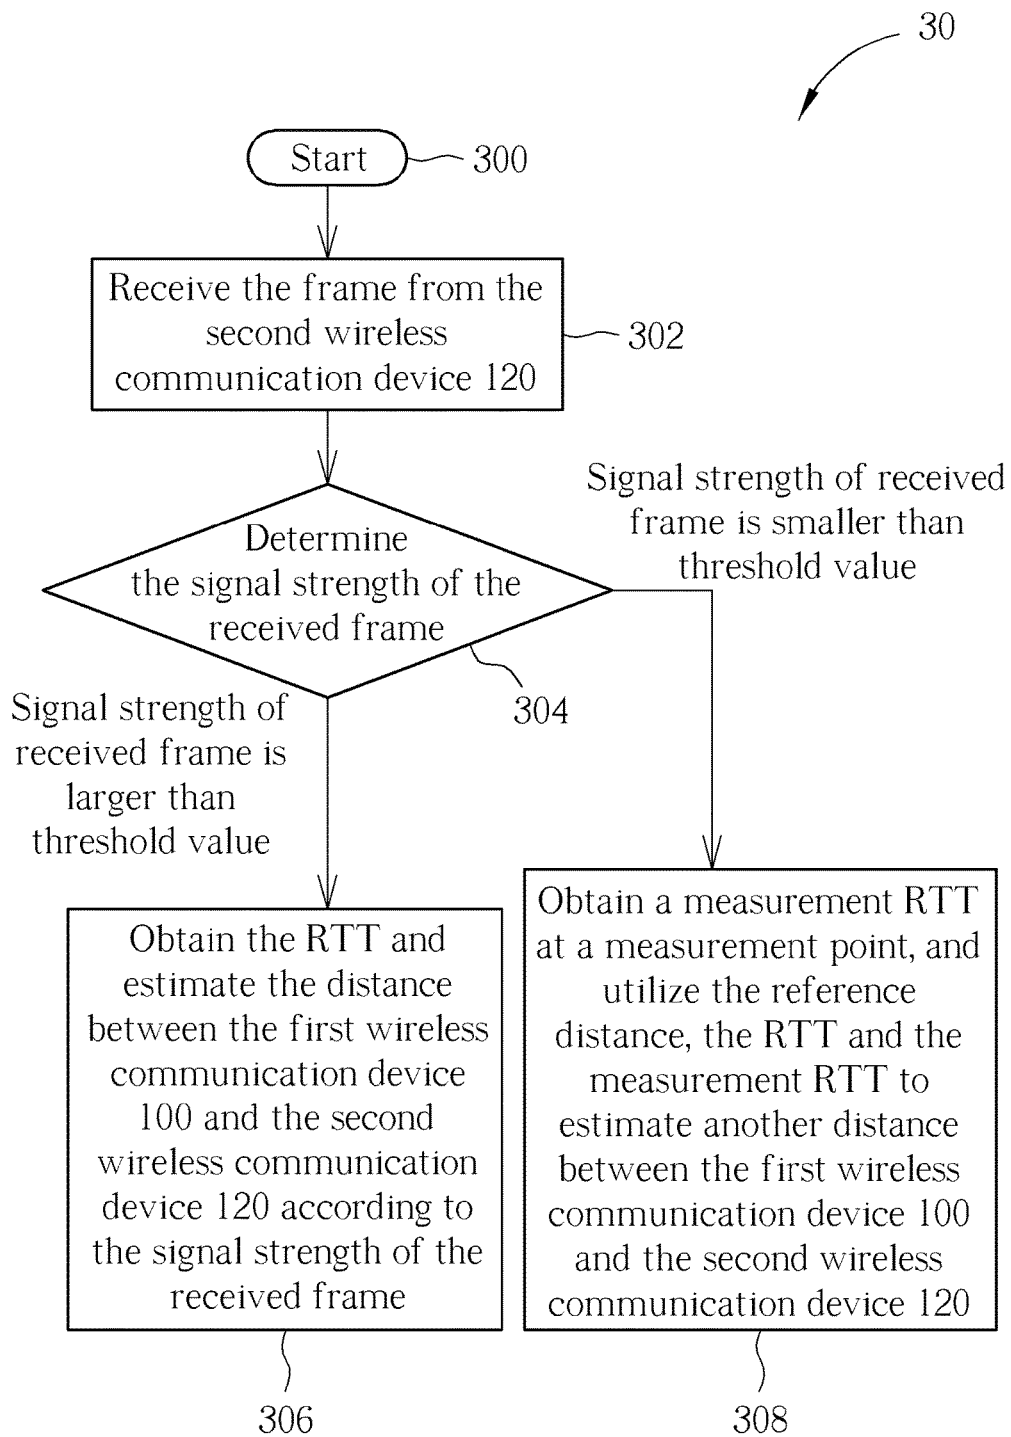 30
Start
300
Receive the frame from the
second wireless
communication device 120
302
Signal strength of received
frame is smaller than
threshold value
Determine
the signal strength of the
received frame
304
Signal strength of
received frame is
larger than
threshold value
Obtain the RTT and
estimate the distance
between the first wireless
communication device
100 and the second
wireless communication
device 120 according to
the signal strength of the
received frame
306
Obtain a measurement RTT
at a measurement point, and
utilize the reference
distance, the RTT and the
measurement RTT to
estimate another distance
between the first wireless
communication device 100
and the second wireless
communication device 120
308